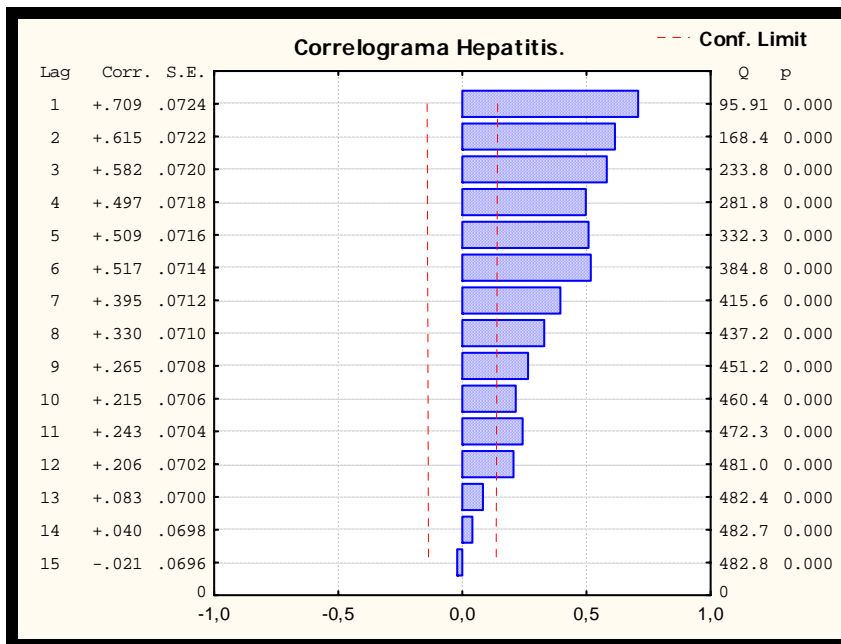 Correlograma Hepatitis.
Conf. Limit
Lag Corr. S.E. Q p
1 +.709 .0724 95.91 0.000
2 +.615 .0722 168.4 0.000
3 +.582 .0720 233.8 0.000
4 +.497 .0718 281.8 0.000
5 +.509 .0716 332.3 0.000
6 +.517 .0714 384.8 0.000
7 +.395 .0712 415.6 0.000
8 +.330 .0710 437.2 0.000
9 +.265 .0708 451.2 0.000
10 +.215 .0706 460.4 0.000
11 +.243 .0704 472.3 0.000
12 +.206 .0702 481.0 0.000
13 +.083 .0700 482.4 0.000
14 +.040 .0698 482.7 0.000
15 -.021 .0696 482.8 0.000
0 0
-1,0 -0,5 0,0 0,5 1,0